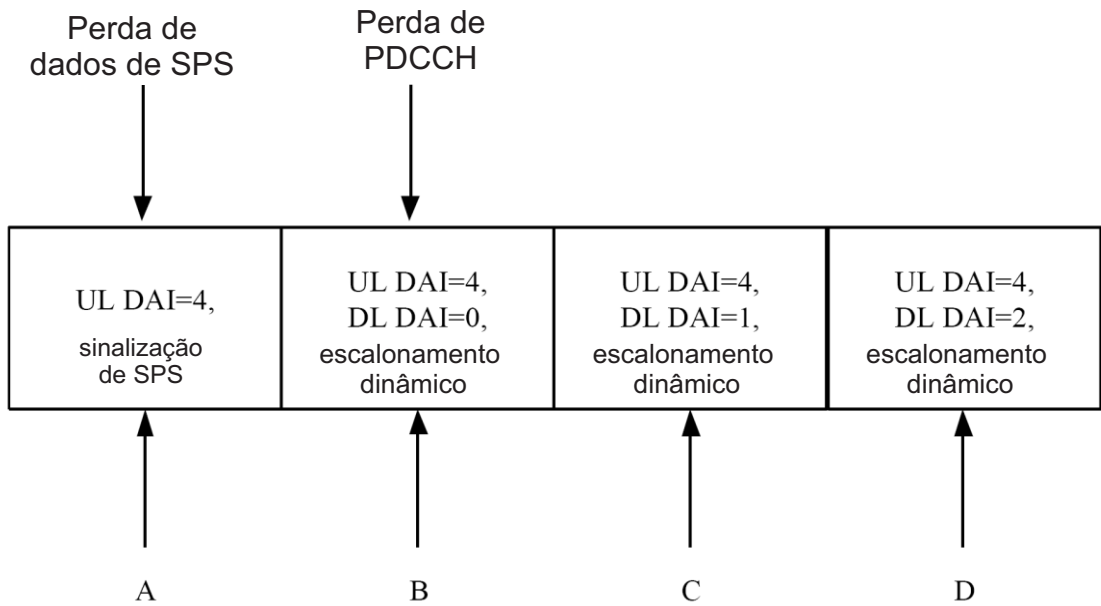 Perda de
dados de SPS
Perda de
PDCCH
UL DAI=4,
sinalização
de SPS
UL DAI=4,
DL DAI=0,
escalonamento
dinâmico
UL DAI=4,
DL DAI=1,
escalonamento
dinâmico
UL DAI=4,
DL DAI=2,
escalonamento
dinâmico
A
B
C
D